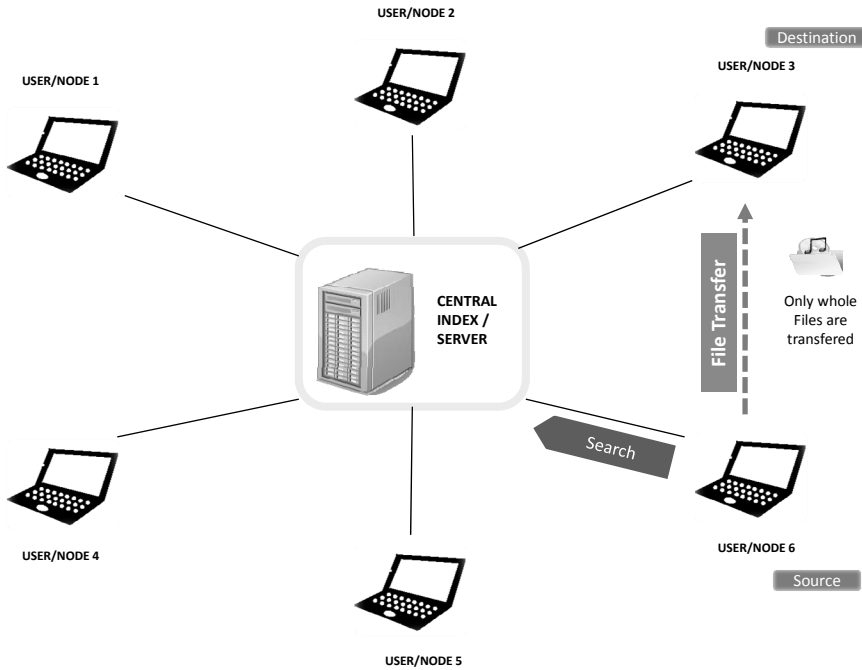 USER/NODE 2
Destination
USER/NODE 3
USER/NODE 1
CENTRAL
INDEX /
SERVER
File Transfer
Only whole
Files are
transfered
Search
USER/NODE 4
USER/NODE 6
Source
USER/NODE 5